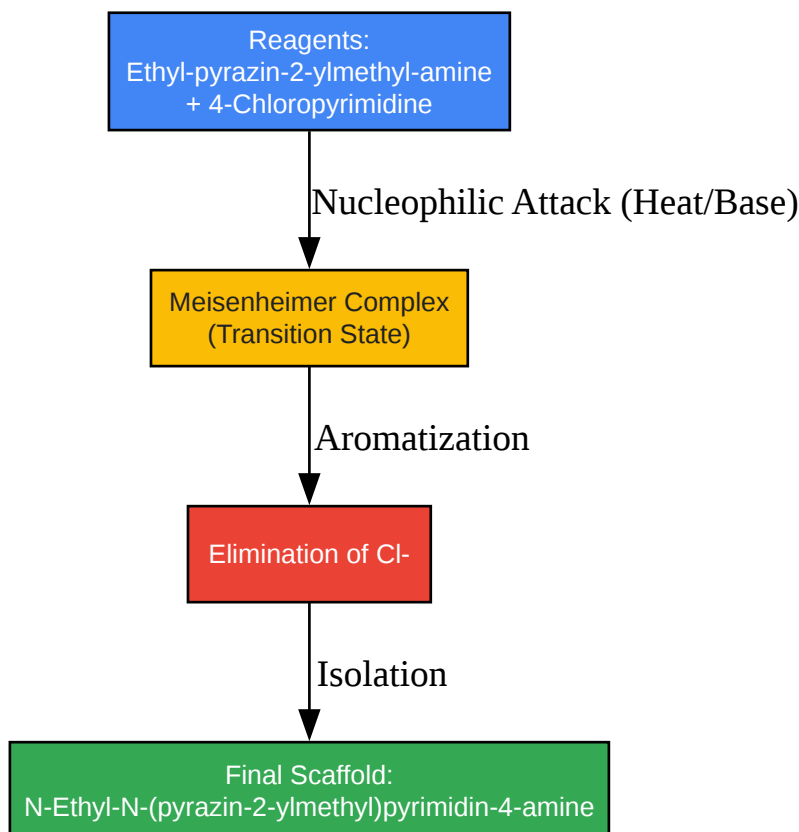 Reagents:
Ethyl-pyrazin-2-ylmethyl-amine
+ 4-Chloropyrimidine
Nucleophilic Attack (Heat/Base)
Meisenheimer Complex
(Transition State)
Aromatization
Elimination of Cl-
Isolation
Final Scaffold:
N-Ethyl-N-(pyrazin-2-ylmethyl)pyrimidin-4-amine